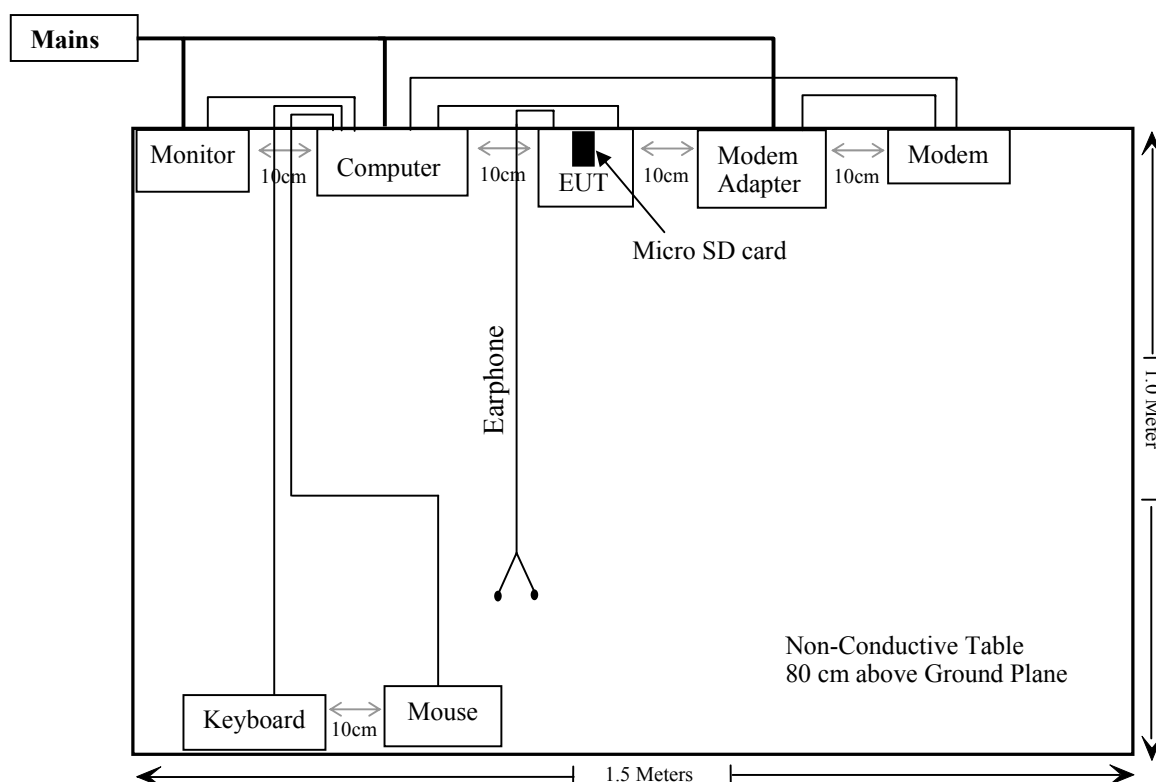 Mains
Monitor
10cm
Computer
10cm
EUT
10cm
Modem
Adapter
10cm
Modem
Micro SD card
Earphone
1.0 Meter
Non-Conductive Table
80 cm above Ground Plane
Keyboard
10cm
Mouse
1.5 Meters